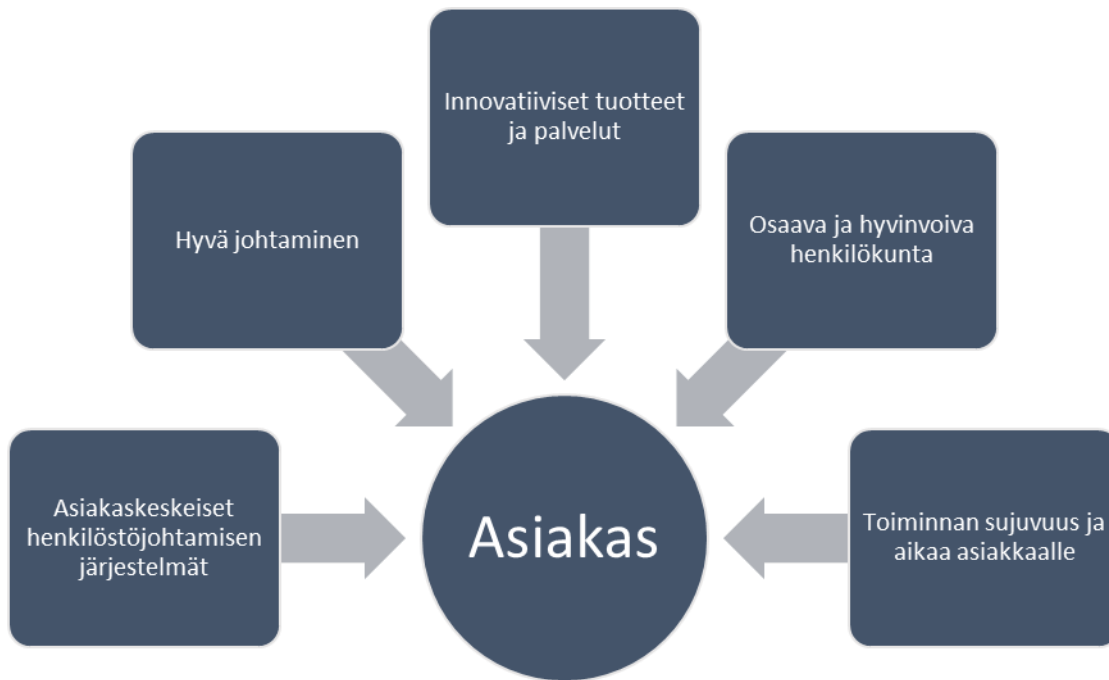 Innovatiiviset tuotteet
ja palvelut
Hyvä johtaminen
Osaava ja hyvinvoiva
henkilökunta
Asiakaskeskeiset
henkilöstöjohtamisen
järjestelmät
Asiakas
Toiminnan sujuvuus ja
aikaa asiakkaalle